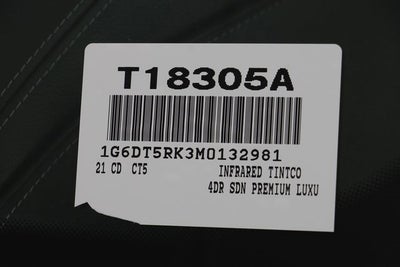 T18305A
1G6DT5RK3M0132981
21 CD CT5 INFRARED TINTCO
4DR SDN PREMIUM LUXU